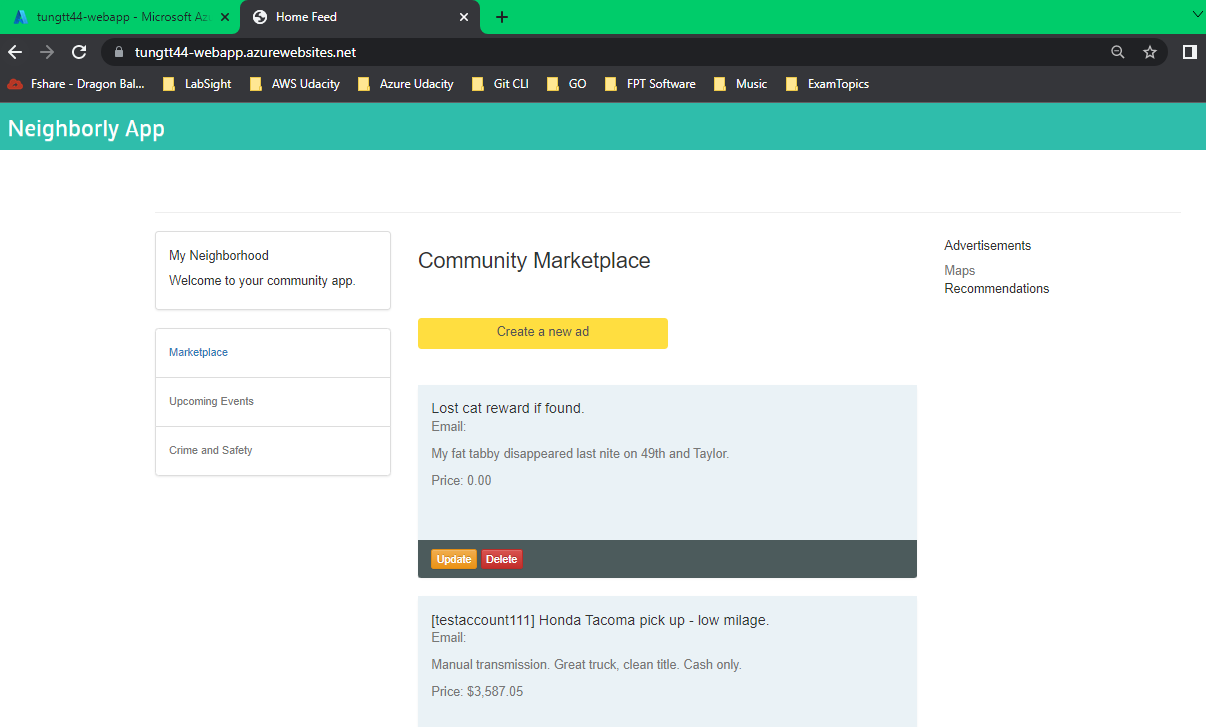 tungtt44-webapp - Microsoft Az
Home Feed
tungtt44-webapp.azurewebsites.net
Fshare - Dragon Bal...
LabSight
AWS Udacity
Azure Udacity
Git CLI
GO
FPT Software
Music
ExamTopics
Neighborly App
My Neighborhood
Welcome to your community app.
Marketplace
Upcoming Events
Crime and Safety
Community Marketplace
Create a new ad
Lost cat reward if found.
Email:
My fat tabby disappeared last nite on 49th and Taylor.
Price: 0.00
Update Delete
[testaccount111] Honda Tacoma pick up - low milage.
Email:
Manual transmission. Great truck, clean title. Cash only.
Price: $3,587.05
Advertisements
Maps
Recommendations